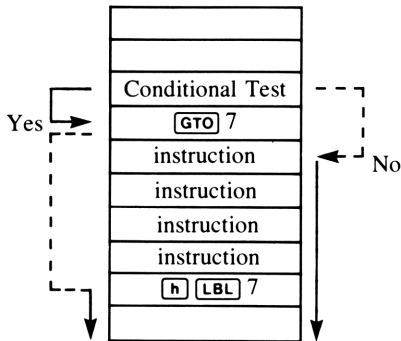 Conditional Test
Yes
GTO 7
instruction
No
instruction
instruction
instruction
h LBL 7